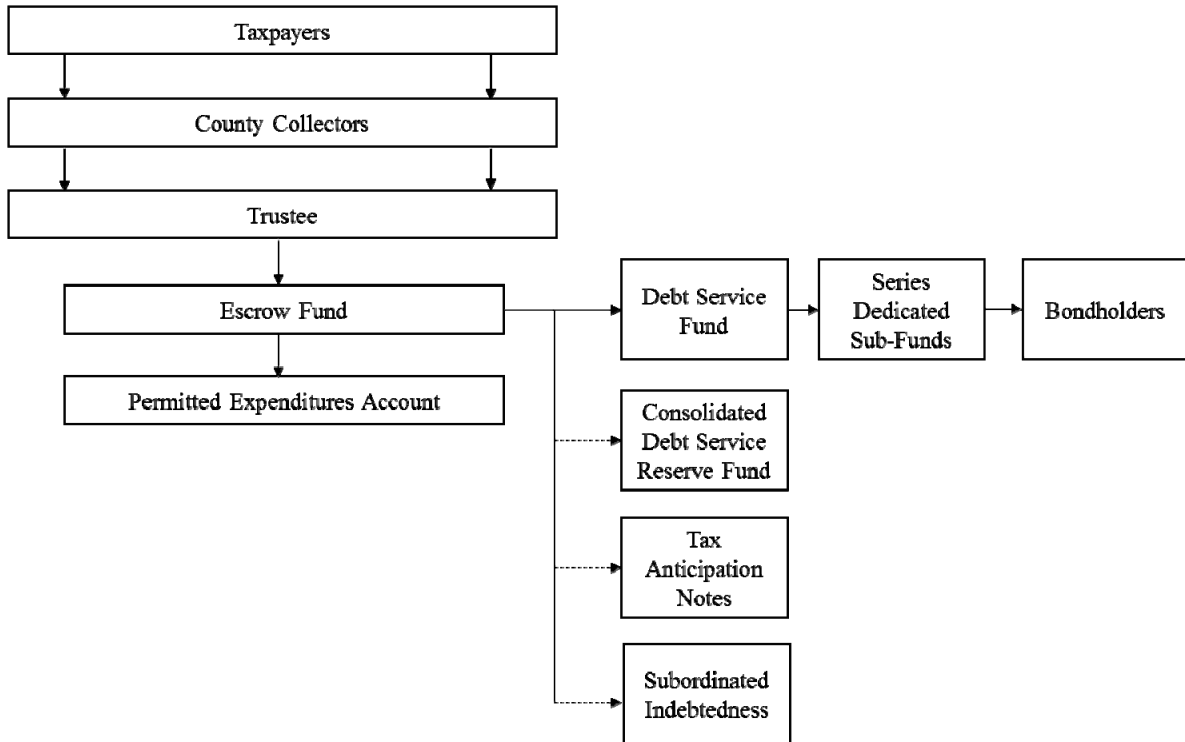 Taxpayers
County Collectors
Trustee
Escrow Fund
Permitted Expenditures Account
Debt Service
Fund
Series
Dedicated
Sub-Funds
Bondholders
Consolidated
Debt Service
Reserve Fund
Tax
Anticipation
Notes
Subordinated
Indebtedness